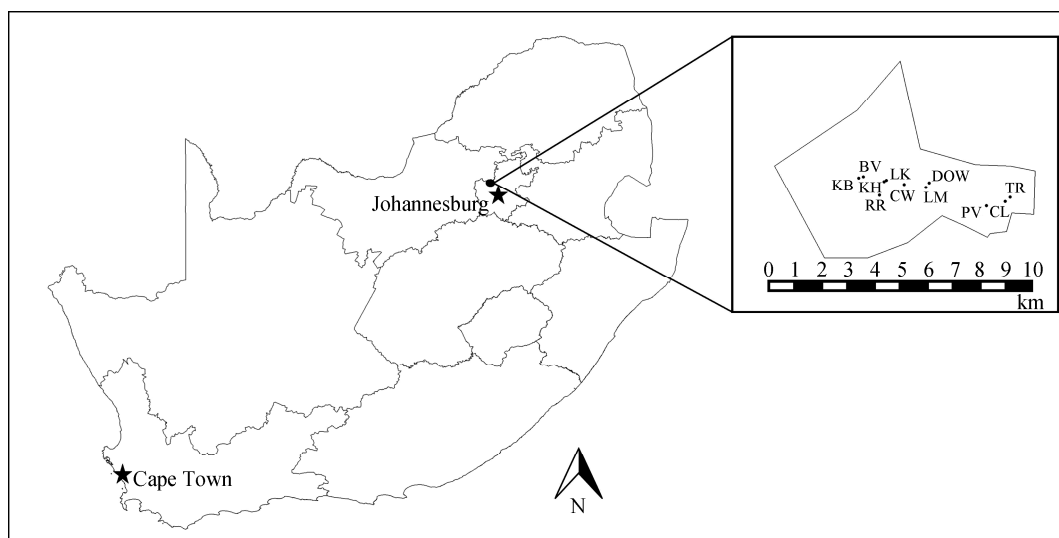 Johannesburg
Cape Town
N
BV
KB
KH
LK
RR
CW
DOW
LM
TR
PV
CL
0 1 2 3 4 5 6 7 8 9 10
km